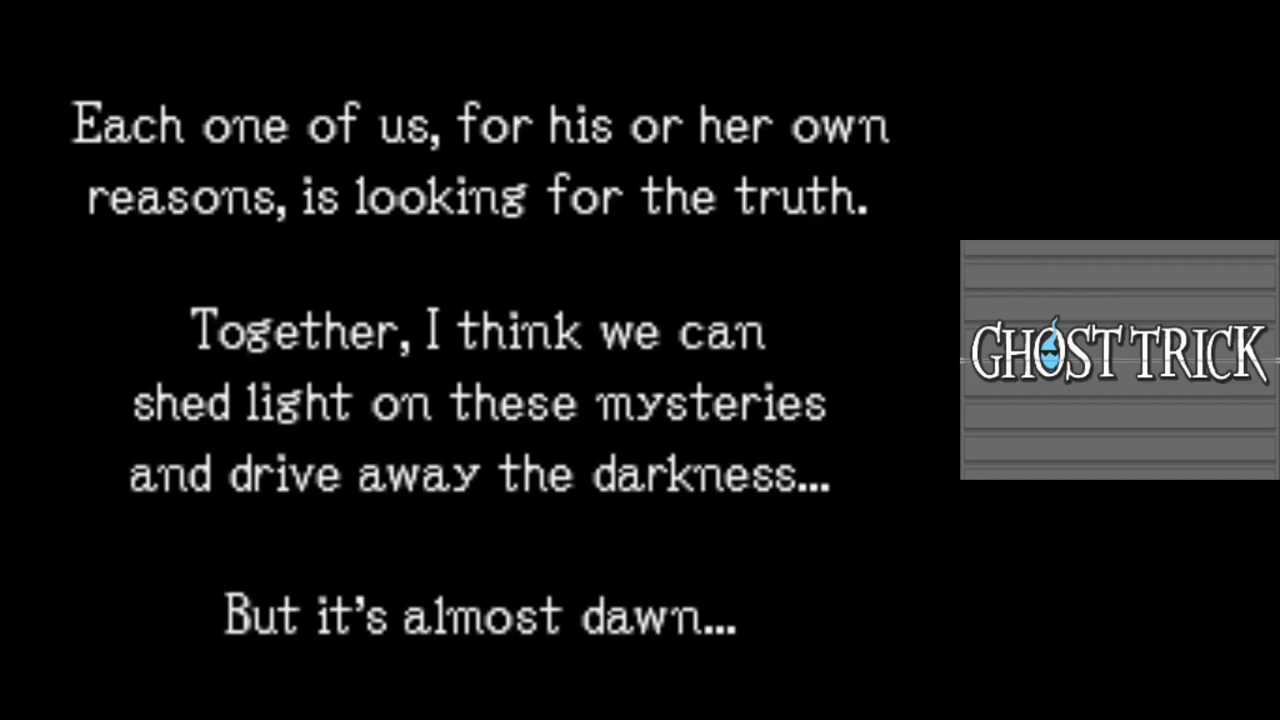 Each one of us, for his or her own
reasons, is looking for the truth.
Together, I think we can
shed light on these mysteries
and drive away the darkness...
But it's almost dawn...
GHOST TRICK